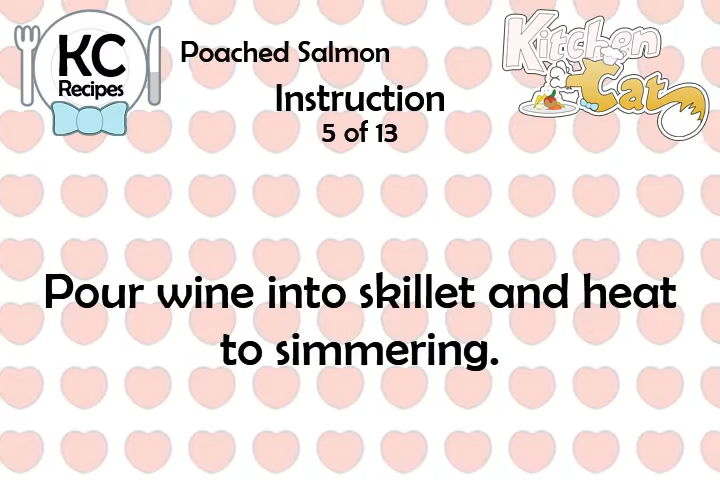 KC
Recipes
Poached Salmon
Kitchen
Cat
Instruction
5 of 13
Pour wine into skillet and heat
to simmering.